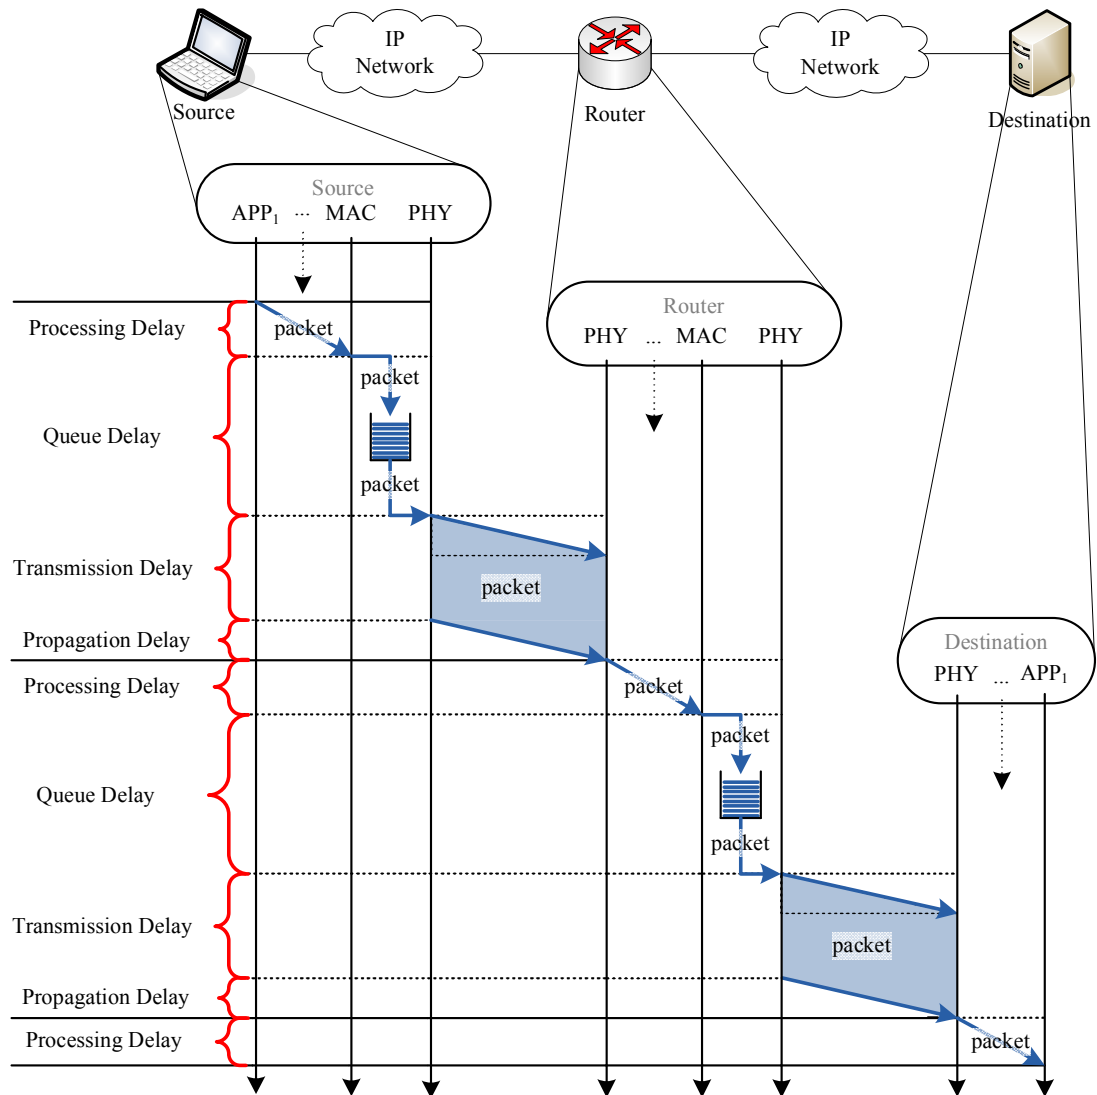 IP
Network
IP
Network
Source
Router
Destination
Source
APP₁ ... MAC PHY
Router
PHY ... MAC PHY
Processing Delay
packet
packet
Queue Delay
packet
Transmission Delay
packet
Propagation Delay
Destination
PHY ... APP₁
Processing Delay
packet
packet
Queue Delay
packet
Transmission Delay
packet
Propagation Delay
Processing Delay
packet